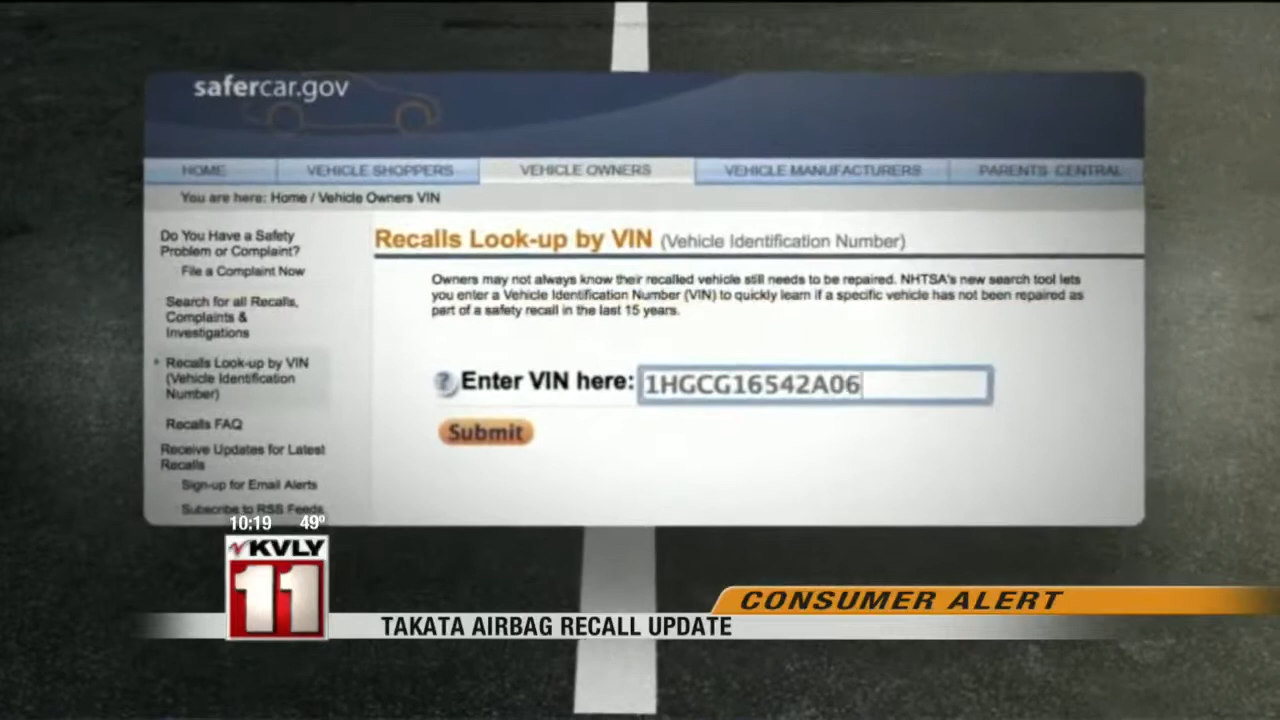 safercar.gov
HOME VEHICLE SHOPPERS VEHICLE OWNERS VEHICLE MANUFACTURERS PARENTS CENTRAL
You are here: Home / Vehicle Owners VIN
Do You Have a Safety
Problem or Complaint?
File a Complaint Now
Search for all Recalls,
Complaints &
Investigations
Recalls Look-up by VIN
(Vehicle Identification
Number)
Recalls FAQ
Receive Updates for Latest
Recalls
Sign-up for Email Alerts
Subscribe to RSS Feeds
Recalls Look-up by VIN (Vehicle Identification Number)
Owners may not always know their recalled vehicle still needs to be repaired. NHTSA's new search tool lets
you enter a Vehicle Identification Number (VIN) to quickly learn if a specific vehicle has not been repaired as
part of a safety recall in the last 15 years.
? Enter VIN here: 1HGCG16542A06
Submit
10:19 49°
KVLY
11
CONSUMER ALERT
TAKATA AIRBAG RECALL UPDATE